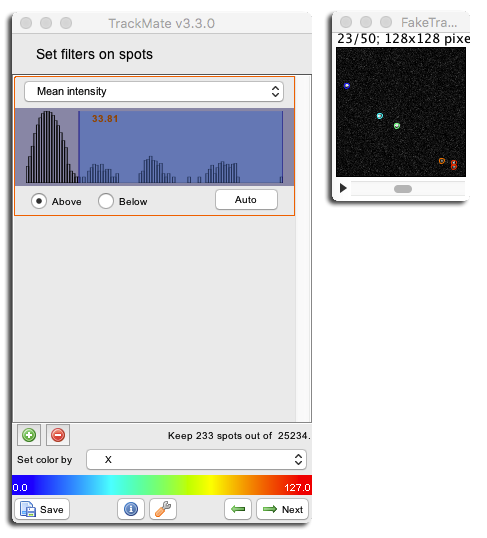 TrackMate v3.3.0
Set filters on spots
Mean intensity
33.81
Above
Below
Auto
Keep 233 spots out of 25234.
Set color by
X
0.0
127.0
Save
Next
FakeTra...
23/50; 128x128 pixe